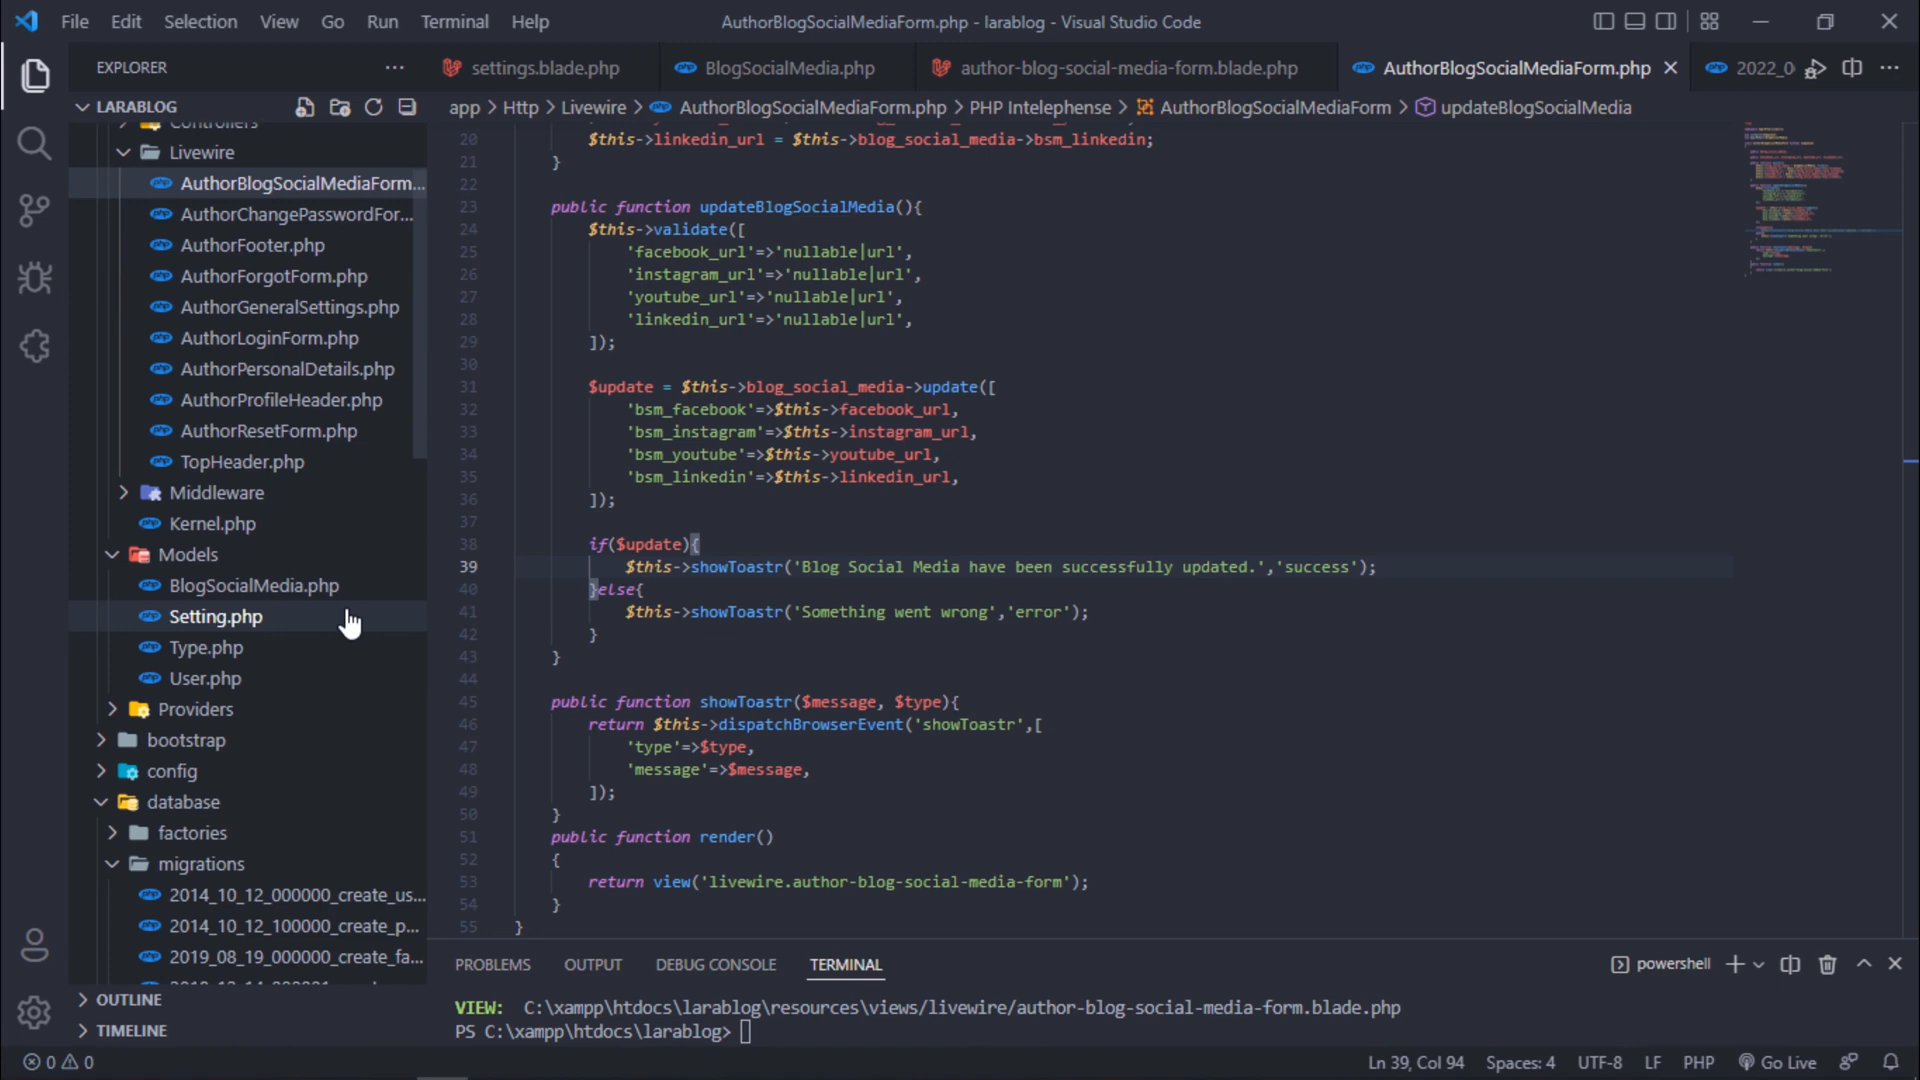 File Edit Selection View Go Run Terminal Help AuthorBlogSocialMediaForm.php - larablog - Visual Studio Code
EXPLORER
settings.blade.php BlogSocialMedia.php author-blog-social-media-form.blade.php AuthorBlogSocialMediaForm.php 2022_0
LARABLOG
app > Http > Livewire > AuthorBlogSocialMediaForm.php > PHP Intelephense > AuthorBlogSocialMediaForm > updateBlogSocialMedia
Controllers
Livewire
AuthorBlogSocialMediaForm...
AuthorChangePasswordFor...
AuthorFooter.php
AuthorForgotForm.php
AuthorGeneralSettings.php
AuthorLoginForm.php
AuthorPersonalDetails.php
AuthorProfileHeader.php
AuthorResetForm.php
TopHeader.php
Middleware
Kernel.php
Models
BlogSocialMedia.php
Setting.php
Type.php
User.php
Providers
bootstrap
config
database
factories
migrations
2014_10_12_000000_create_us...
2014_10_12_100000_create_p...
2019_08_19_000000_create_fa...
OUTLINE
TIMELINE
20 $this->linkedin_url = $this->blog_social_media->bsm_linkedin;
21 }
22
23 public function updateBlogSocialMedia(){
24 $this->validate([
25 'facebook_url'=>'nullable|url',
26 'instagram_url'=>'nullable|url',
27 'youtube_url'=>'nullable|url',
28 'linkedin_url'=>'nullable|url',
29 ]);
30
31 $update = $this->blog_social_media->update([
32 'bsm_facebook'=>$this->facebook_url,
33 'bsm_instagram'=>$this->instagram_url,
34 'bsm_youtube'=>$this->youtube_url,
35 'bsm_linkedin'=>$this->linkedin_url,
36 ]);
37
38 if($update){
39 $this->showToastr('Blog Social Media have been successfully updated.','success');
40 }else{
41 $this->showToastr('Something went wrong','error');
42 }
43 }
44
45 public function showToastr($message, $type){
46 return $this->dispatchBrowserEvent('showToastr',[
47 'type'=>$type,
48 'message'=>$message,
49 ]);
50 }
51 public function render()
52 {
53 return view('livewire.author-blog-social-media-form');
54 }
55 }
PROBLEMS OUTPUT DEBUG CONSOLE TERMINAL powershell
VIEW: C:\xampp\htdocs\larablog\resources\views/livewire/author-blog-social-media-form.blade.php
PS C:\xampp\htdocs\larablog>
0 0 Ln 39, Col 94 Spaces: 4 UTF-8 LF PHP Go Live